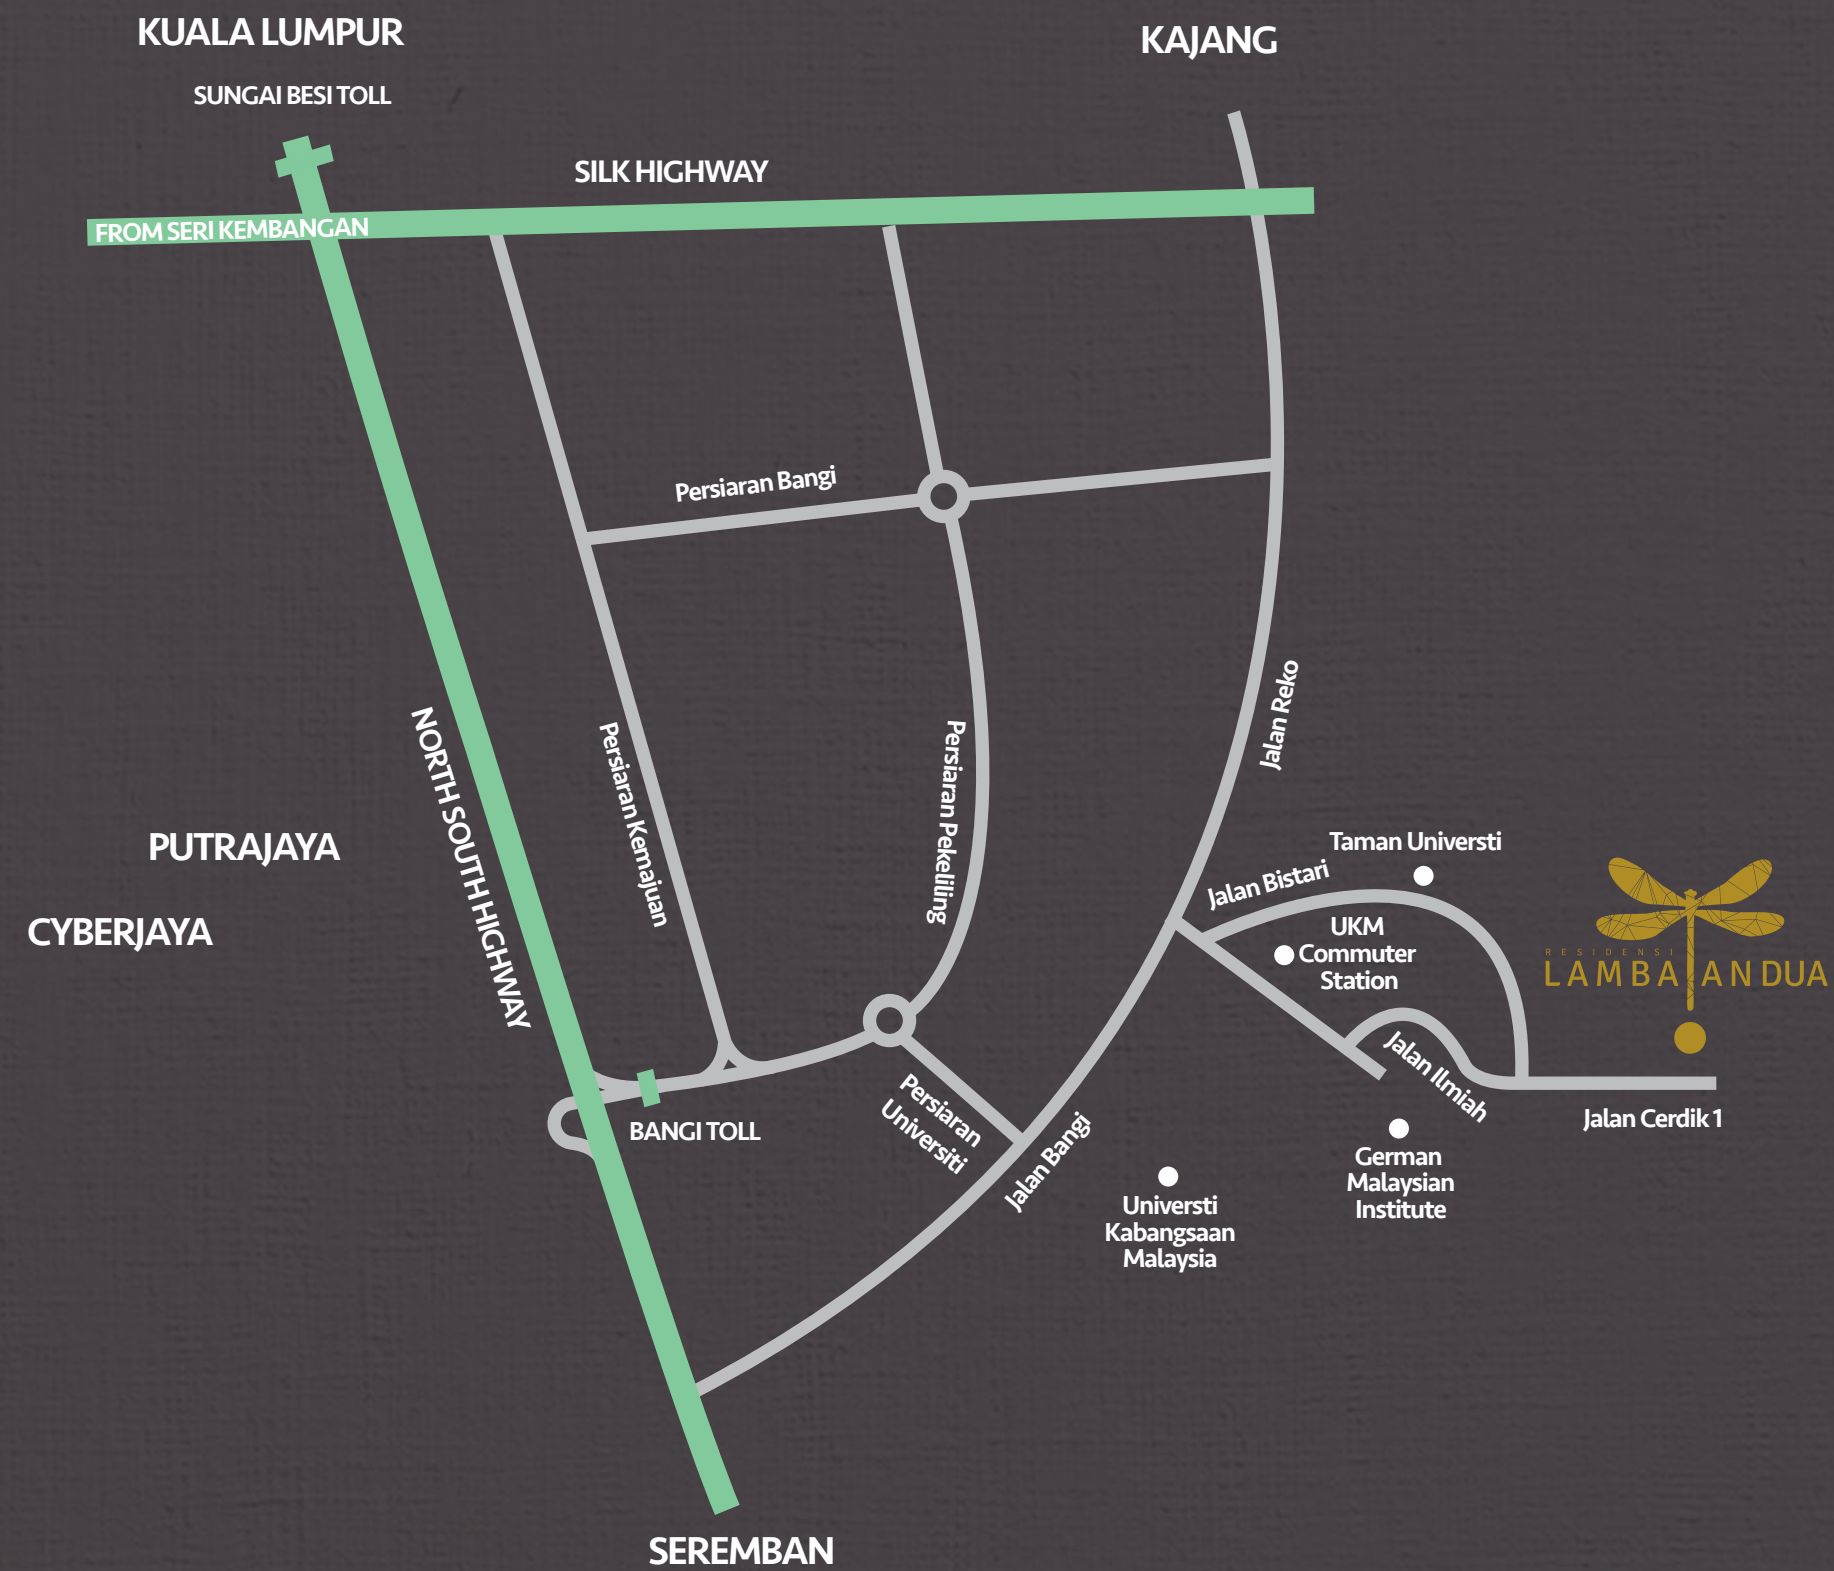 KUALA LUMPUR
KAJANG
SUNGAI BESI TOLL
SILK HIGHWAY
FROM SERI KEMBANGAN
Persiaran Bangi
Jalan Reko
NORTH SOUTH HIGHWAY
Persiaran Kemajuan
Persiaran Pekeliling
PUTRAJAYA
CYBERJAYA
Taman Universti
Jalan Bistari
UKM
Commuter
Station
RESIDENSI
LAMBAIAN DUA
Jalan Ilmiah
Jalan Cerdik 1
BANGI TOLL
Persiaran
Universiti
Jalan Bangi
German
Malaysian
Institute
Universti
Kabangsaan
Malaysia
SEREMBAN